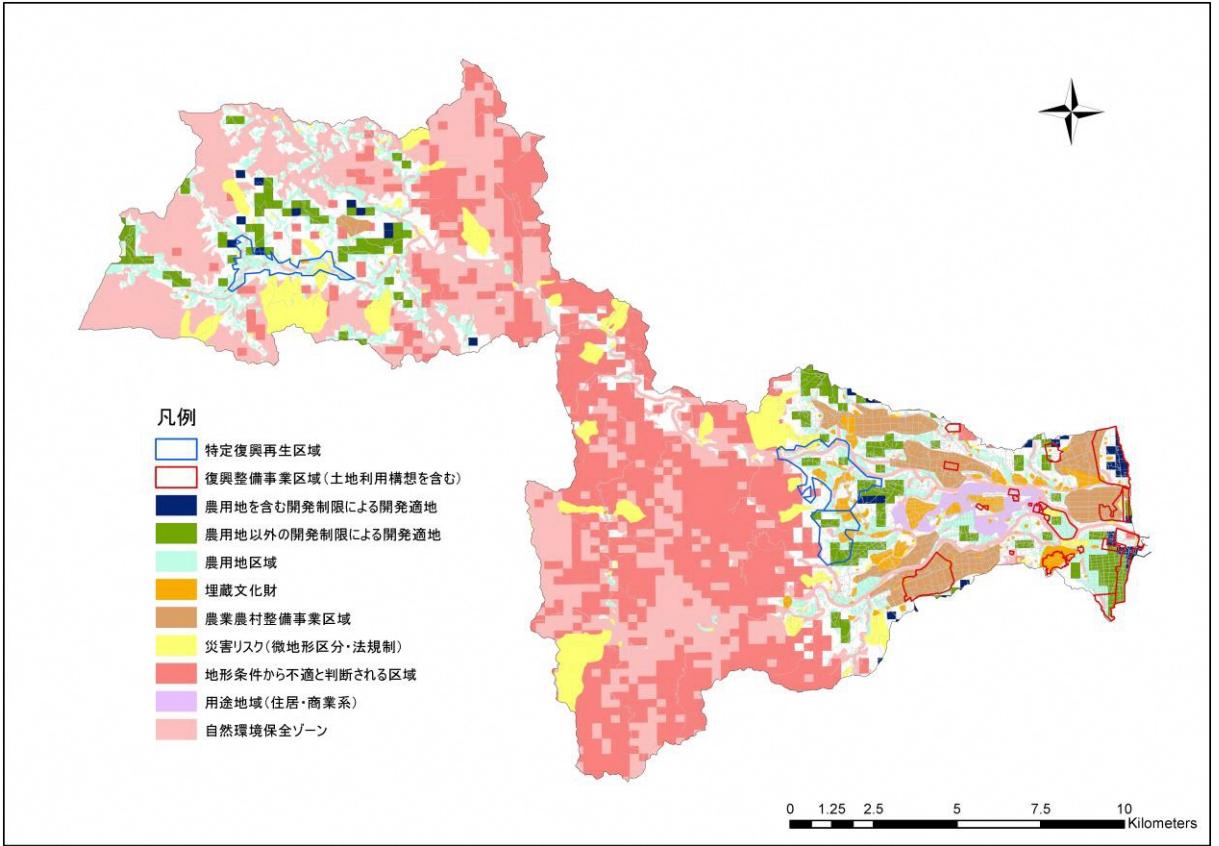 凡例
特定復興再生区域
復興整備事業区域(土地利用構想を含む)
農用地を含む開発制限による開発適地
農用地以外の開発制限による開発適地
農用地区域
埋蔵文化財
農業農村整備事業区域
災害リスク(微地形区分・法規制)
地形条件から不適と判断される区域
用途地域(住居・商業系)
自然環境保全ゾーン
0 1.25 2.5 5 7.5 10
Kilometers